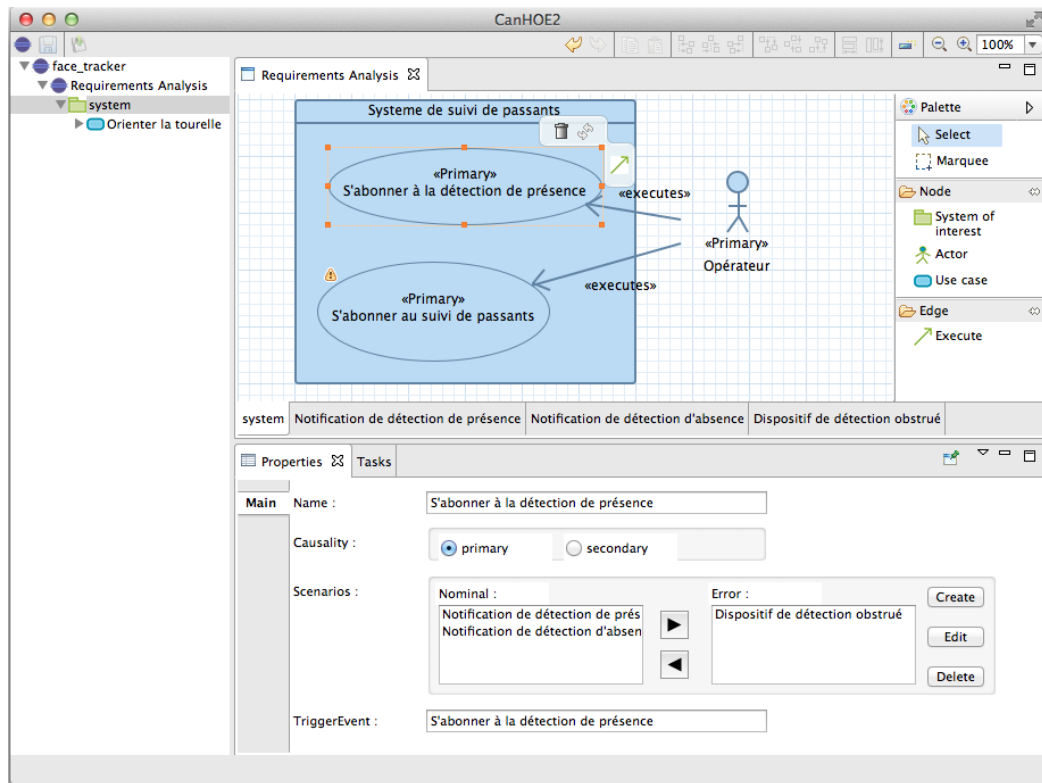 CanHOE2
100%
face_tracker
Requirements Analysis
system
Orienter la tourelle
Requirements Analysis
Systeme de suivi de passants
«Primary»
S'abonner à la détection de présence
«executes»
«Primary»
Opérateur
«executes»
«Primary»
S'abonner au suivi de passants
Palette
Select
Marquee
Node
System of
interest
Actor
Use case
Edge
Execute
system Notification de détection de présence Notification de détection d'absence Dispositif de détection obstrué
Properties Tasks
Main
Name : S'abonner à la détection de présence
Causality : primary secondary
Scenarios : Nominal : Error :
Notification de détection de prés Dispositif de détection obstrué
Notification de détection d'absen
Create
Edit
Delete
TriggerEvent : S'abonner à la détection de présence